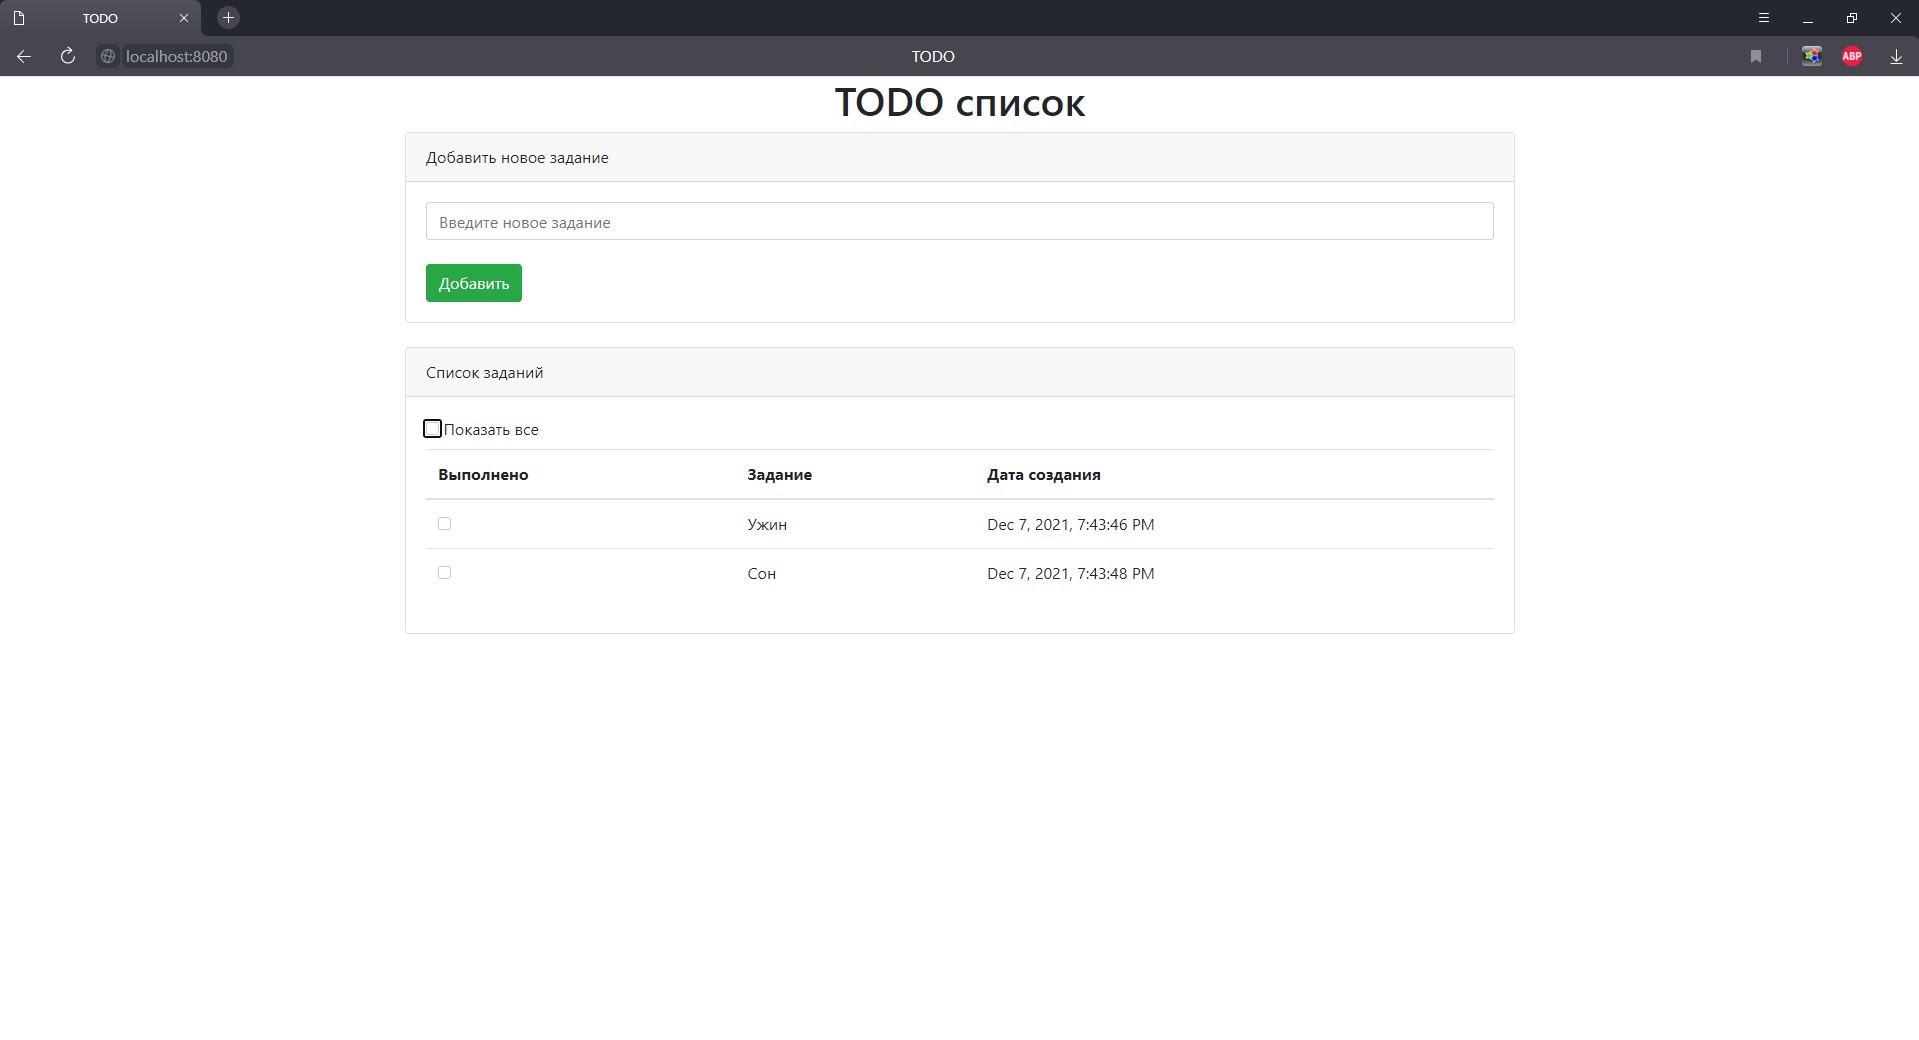 TODO
localhost:8080
TODO
ABP
TODO список
Добавить новое задание
Введите новое задание
Добавить
Список заданий
Показать все
Выполнено Задание Дата создания
Ужин Dec 7, 2021, 7:43:46 PM
Сон Dec 7, 2021, 7:43:48 PM